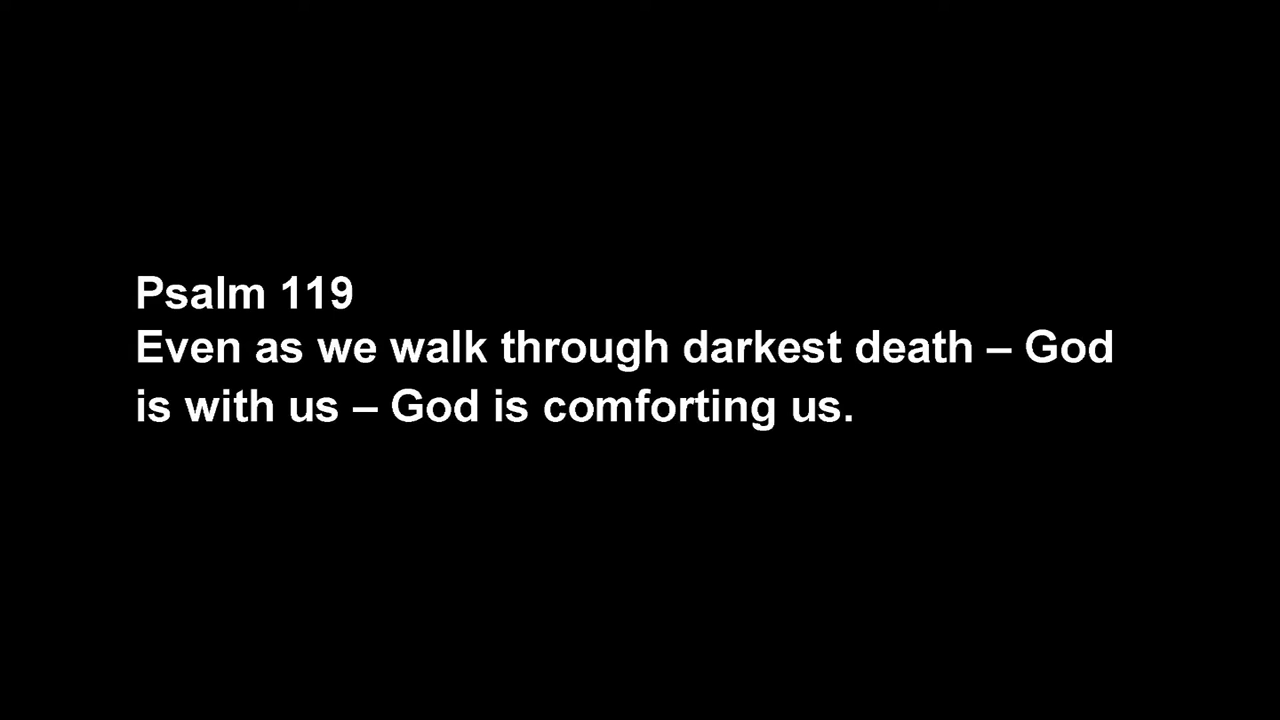 Psalm 119
Even as we walk through darkest death – God
is with us – God is comforting us.